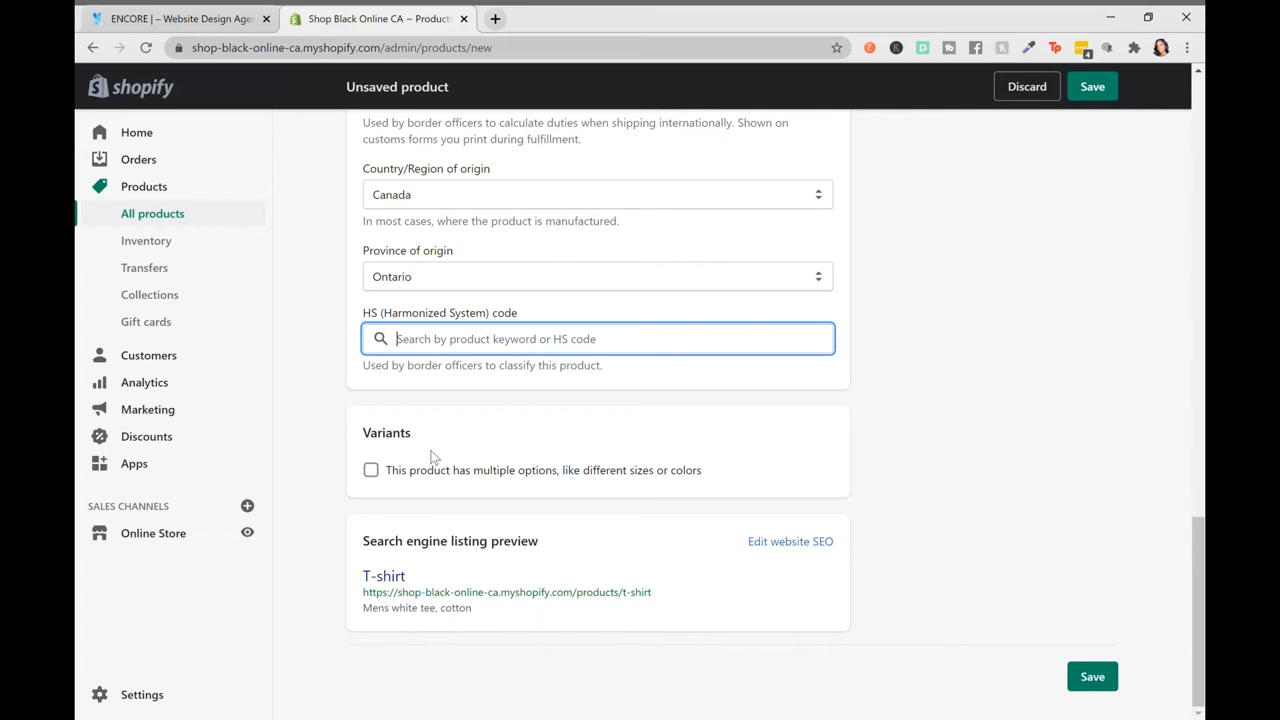 ENCORE | – Website Design Agen
Shop Black Online CA ~ Products
shop-black-online-ca.myshopify.com/admin/products/new
4
shopify
Unsaved product
Discard
Save
Home
Orders
Products
All products
Inventory
Transfers
Collections
Gift cards
Customers
Analytics
Marketing
Discounts
Apps
SALES CHANNELS
Online Store
Settings
Used by border officers to calculate duties when shipping internationally. Shown on
customs forms you print during fulfillment.
Country/Region of origin
Canada
In most cases, where the product is manufactured.
Province of origin
Ontario
HS (Harmonized System) code
Search by product keyword or HS code
Used by border officers to classify this product.
Variants
This product has multiple options, like different sizes or colors
Search engine listing preview
Edit website SEO
T-shirt
https://shop-black-online-ca.myshopify.com/products/t-shirt
Mens white tee, cotton
Save